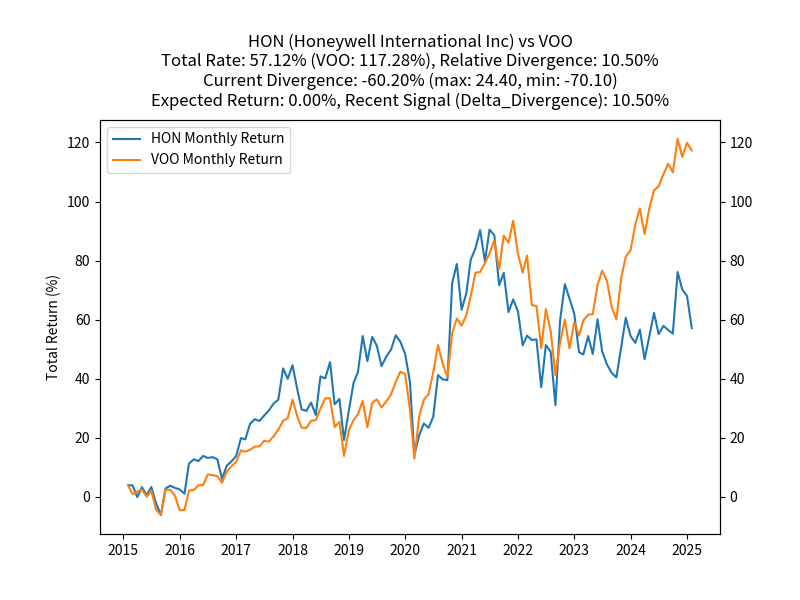 HON (Honeywell International Inc) vs VOO
Total Rate: 57.12% (VOO: 117.28%), Relative Divergence: 10.50%
Current Divergence: -60.20% (max: 24.40, min: -70.10)
Expected Return: 0.00%, Recent Signal (Delta_Divergence): 10.50%
HON Monthly Return
VOO Monthly Return
Total Return (%)
120 120
100 100
80 80
60 60
40 40
20 20
0 0
2015 2016 2017 2018 2019 2020 2021 2022 2023 2024 2025